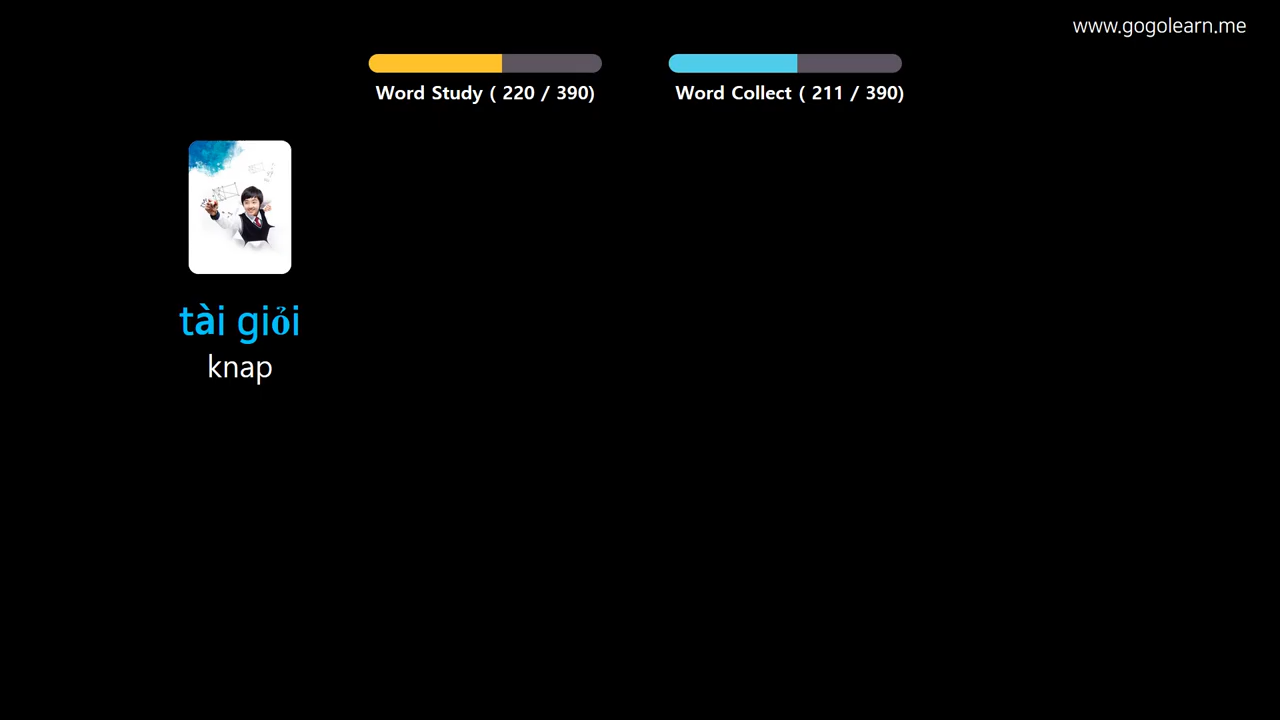 www.gogolearn.me
Word Study ( 220 / 390)
Word Collect ( 211 / 390)
tài giỏi
knap